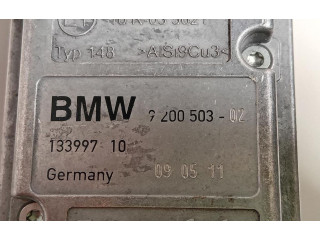 Typ 148 >AlSi9Cu3<
BMW 9 200 503 - 02
133997 10
Germany 09 05 11